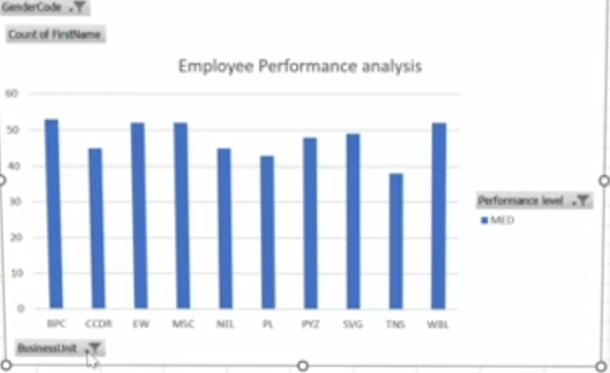 GenderCode
Count of FirstName
Employee Performance analysis
60
50
40
30
20
10
0
BPC CCDR EW MSC NEL PL PYZ SVG TNS WBL
Performance level
MED
BusinessUnit